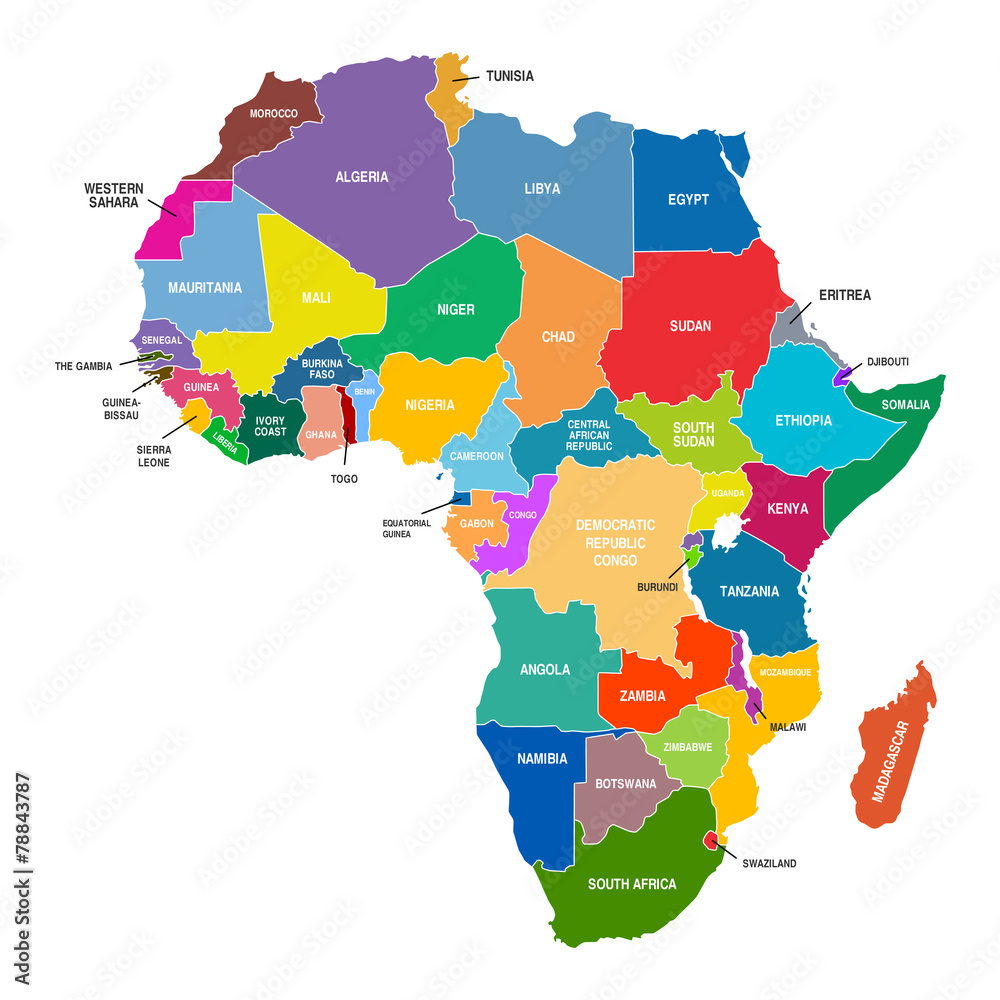 TUNISIA
MOROCCO
ALGERIA
LIBYA
EGYPT
WESTERN
SAHARA
MAURITANIA
MALI
NIGER
CHAD
SUDAN
ERITREA
SENEGAL
THE GAMBIA
GUINEA-
BISSAU
GUINEA
SIERRA
LEONE
LIBERIA
IVORY
COAST
BURKINA
FASO
GHANA
TOGO
BENIN
NIGERIA
CAMEROON
CENTRAL
AFRICAN
REPUBLIC
SOUTH
SUDAN
ETHIOPIA
DJIBOUTI
SOMALIA
EQUATORIAL
GUINEA
GABON
CONGO
DEMOCRATIC
REPUBLIC
CONGO
UGANDA
KENYA
BURUNDI
TANZANIA
ANGOLA
ZAMBIA
MOZAMBIQUE
MALAWI
NAMIBIA
ZIMBABWE
BOTSWANA
MADAGASCAR
SWAZILAND
SOUTH AFRICA
Adobe Stock | #78843787